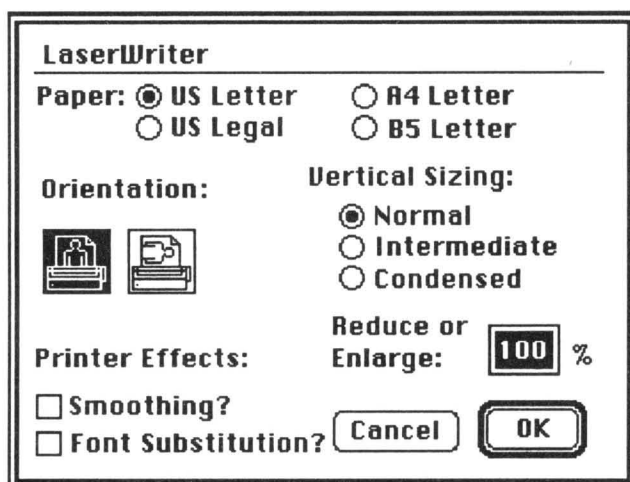 LaserWriter
Paper: US Letter A4 Letter
US Legal B5 Letter
Orientation:
Vertical Sizing:
Normal
Intermediate
Condensed
Printer Effects:
Reduce or
Enlarge: 100 %
Smoothing?
Font Substitution?
Cancel OK